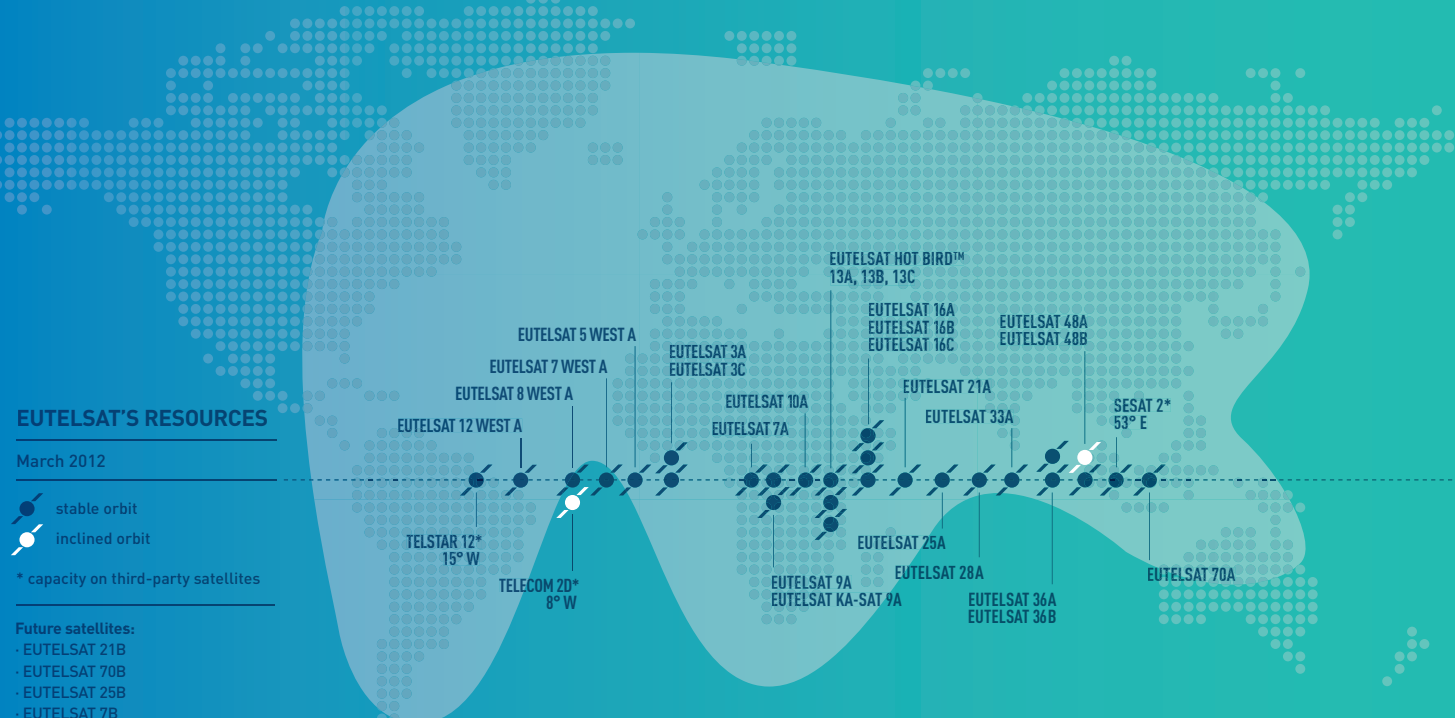 EUTELSAT'S RESOURCES
March 2012
stable orbit
inclined orbit
* capacity on third-party satellites
Future satellites:
· EUTELSAT 21B
· EUTELSAT 70B
· EUTELSAT 25B
· EUTELSAT 7B
EUTELSAT 12 WEST A
EUTELSAT 8 WEST A
EUTELSAT 7 WEST A
EUTELSAT 5 WEST A
EUTELSAT 3A
EUTELSAT 3C
EUTELSAT 7A
EUTELSAT 10A
EUTELSAT HOT BIRD™
13A, 13B, 13C
EUTELSAT 16A
EUTELSAT 16B
EUTELSAT 16C
EUTELSAT 21A
EUTELSAT 33A
EUTELSAT 48A
EUTELSAT 48B
SESAT 2*
53° E
TELSTAR 12*
15° W
TELECOM 2D*
8° W
EUTELSAT 9A
EUTELSAT KA-SAT 9A
EUTELSAT 25A
EUTELSAT 28A
EUTELSAT 36A
EUTELSAT 36B
EUTELSAT 70A